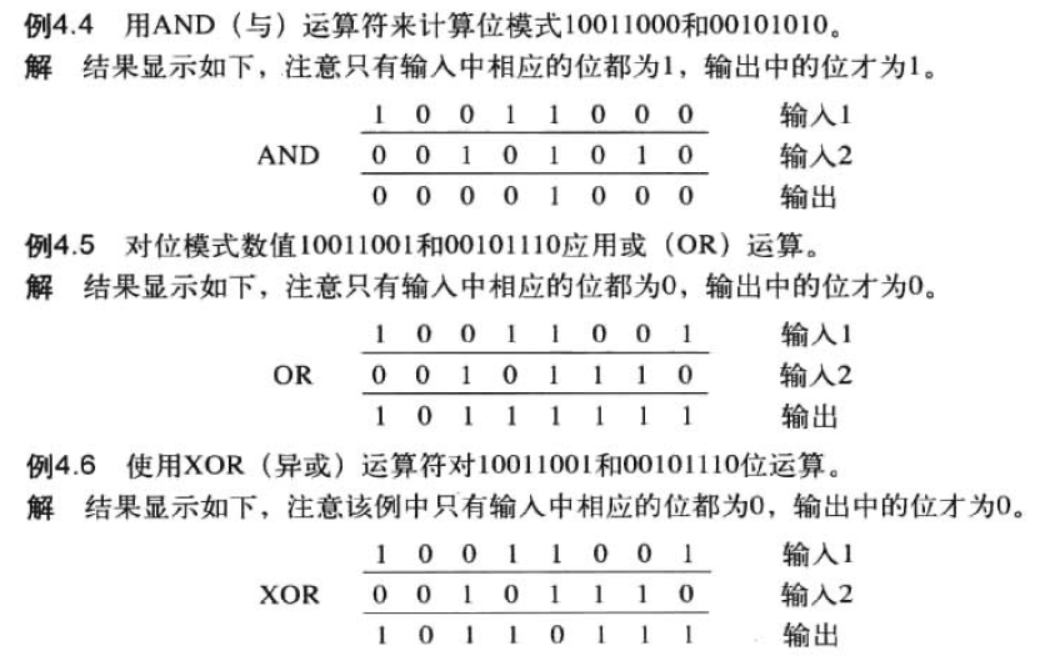 例4.4 用AND（与）运算符来计算位模式10011000和00101010。
解 结果显示如下，注意只有输入中相应的位都为1，输出中的位才为1。
1 0 0 1 1 0 0 0 输入1
AND 0 0 1 0 1 0 1 0 输入2
0 0 0 0 1 0 0 0 输出
例4.5 对位模式数值10011001和00101110应用或（OR）运算。
解 结果显示如下，注意只有输入中相应的位都为0，输出中的位才为0。
1 0 0 1 1 0 0 1 输入1
OR 0 0 1 0 1 1 1 0 输入2
1 0 1 1 1 1 1 1 输出
例4.6 使用XOR（异或）运算符对10011001和00101110位运算。
解 结果显示如下，注意该例中只有输入中相应的位都为0，输出中的位才为0。
1 0 0 1 1 0 0 1 输入1
XOR 0 0 1 0 1 1 1 0 输入2
1 0 1 1 0 1 1 1 输出